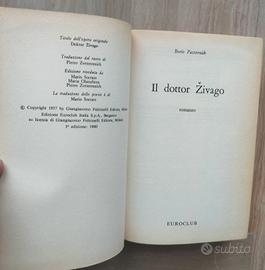 Titolo dell'opera originale
Doktor Živago
Traduzione dal russo di
Pietro Zveteremich
Edizione riveduta da
Mario Socrate
Maria Olsoufieva
Pietro Zveteremich
La traduzione delle poesie è di
Mario Socrate
© Copyright 1957 by Giangiacomo Feltrinelli Editore, Milano
Edizione Euroclub Italia S.p.A., Bergamo
su licenza di Giangiacomo Feltrinelli Editore, Milano
1ª edizione: 1980
Boris Pasternàk
Il dottor Živago
romanzo
EUROCLUB
subito